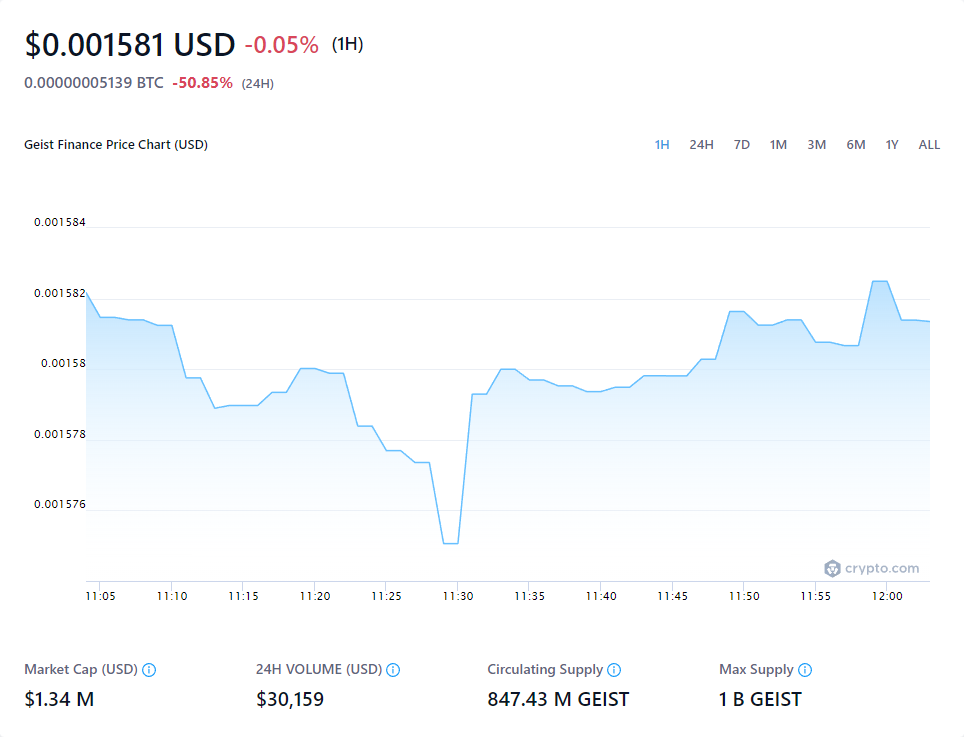 $0.001581 USD -0.05% (1H)
0.00000005139 BTC -50.85% (24H)
Geist Finance Price Chart (USD)
1H 24H 7D 1M 3M 6M 1Y ALL
0.001584
0.001582
0.00158
0.001578
0.001576
crypto.com
11:05 11:10 11:15 11:20 11:25 11:30 11:35 11:40 11:45 11:50 11:55 12:00
Market Cap (USD) 24H VOLUME (USD) Circulating Supply Max Supply
$1.34 M $30,159 847.43 M GEIST 1 B GEIST